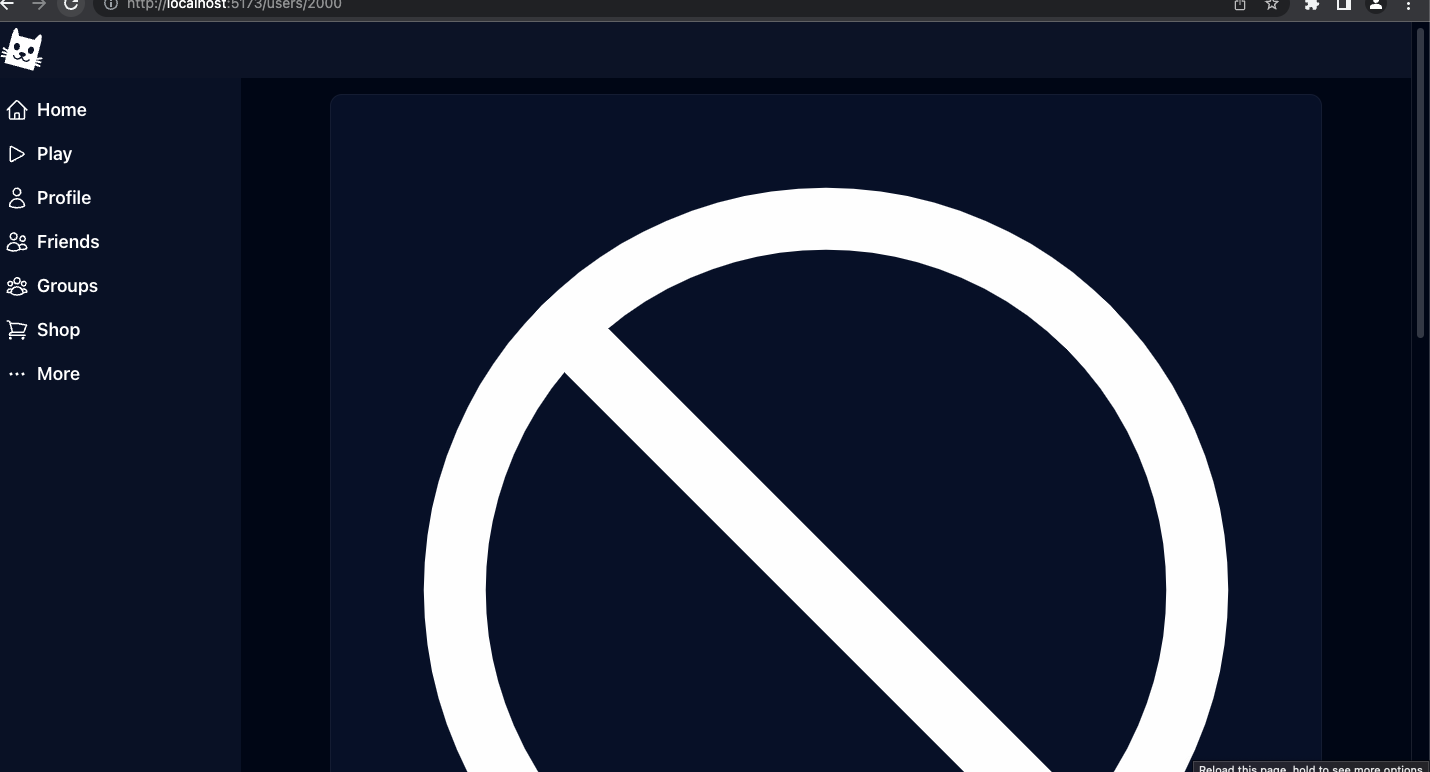 http://localhost:5173/users/2000
Home
Play
Profile
Friends
Groups
Shop
More
Reload this page, hold to see more options